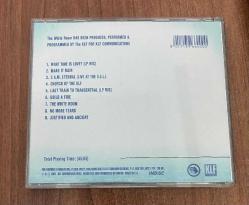 The White Room HAS BEEN PRODUCED, PERFORMED &
PROGRAMMED BY The KLF FOR KLF COMMUNICATIONS
1 WHAT TIME IS LOVE? (LP MIX)
2 MAKE IT RAIN
3 3 A.M. ETERNAL (LIVE AT THE S.S.L.)
4 CHURCH OF THE KLF
5 LAST TRAIN TO TRANCENTRAL (LP MIX)
6 BUILD A FIRE
7 THE WHITE ROOM
8 NO MORE TEARS
9 JUSTIFIED AND ANCIENT
Total Playing Time:
INDISC
KLF